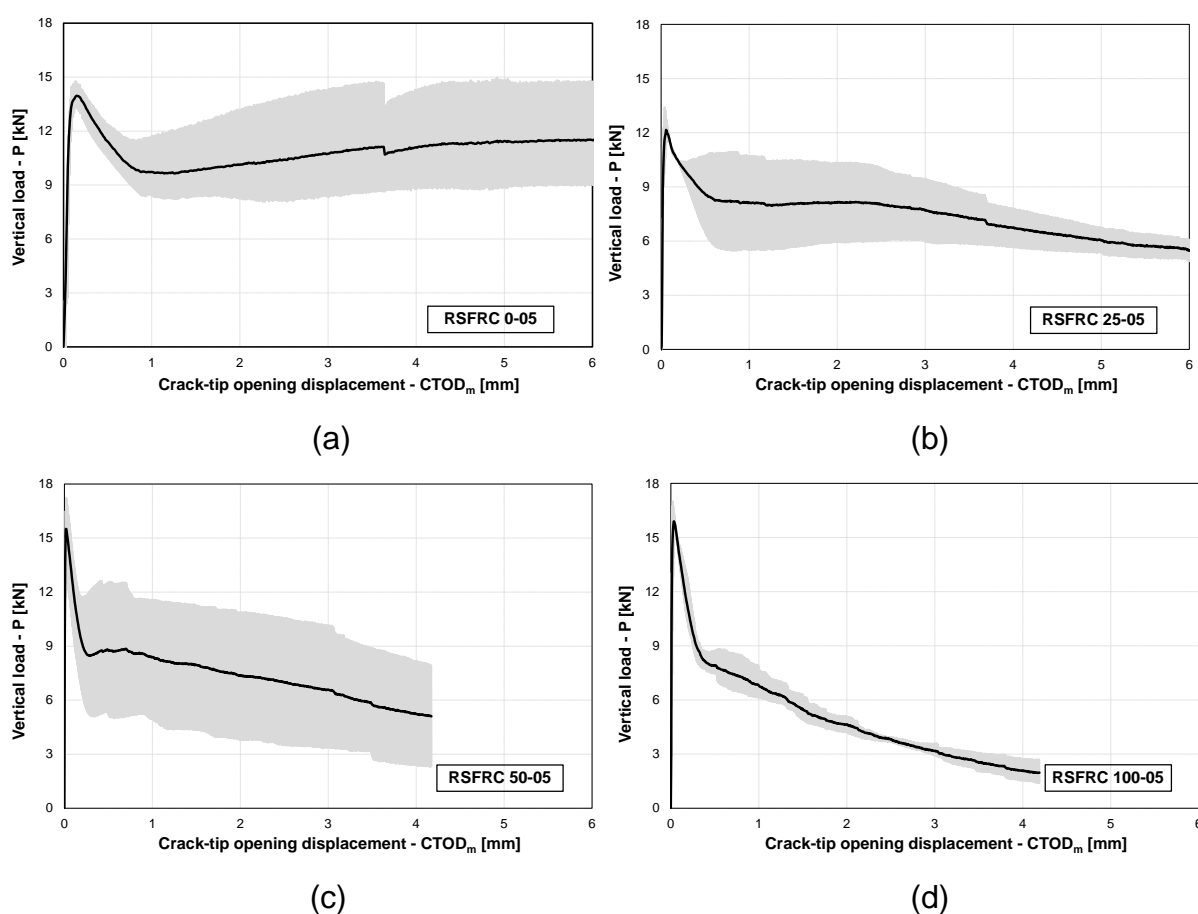 18
15
12
9
6
3
0
Vertical load - P [kN]
RSFRC 0-05
0 1 2 3 4 5 6
Crack-tip opening displacement - CTODm [mm]
(a)
18
15
12
9
6
3
0
Vertical load - P [kN]
RSFRC 25-05
0 1 2 3 4 5 6
Crack-tip opening displacement - CTODm [mm]
(b)
18
15
12
9
6
3
0
Vertical load - P [kN]
RSFRC 50-05
0 1 2 3 4 5 6
Crack-tip opening displacement - CTODm [mm]
(c)
18
15
12
9
6
3
0
Vertical load - P [kN]
RSFRC 100-05
0 1 2 3 4 5 6
Crack-tip opening displacement - CTODm [mm]
(d)